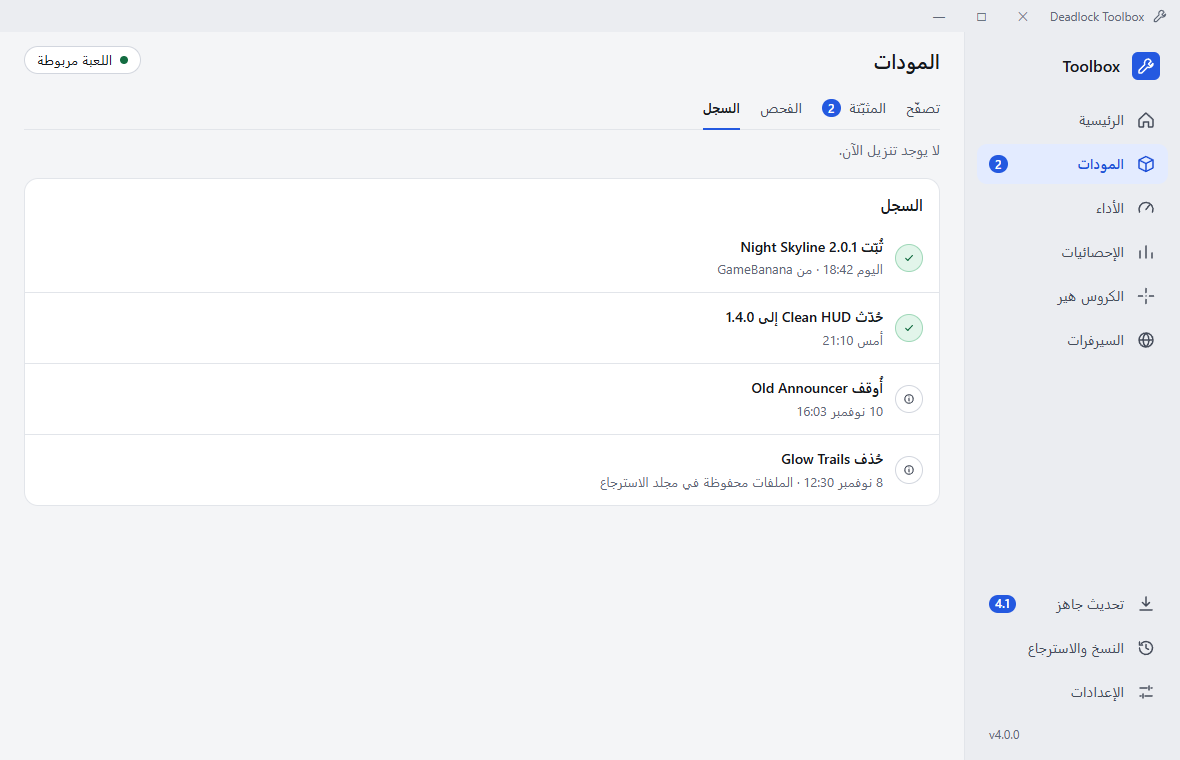 Deadlock Toolbox
Toolbox
الرئيسية
المودات 2
الأداء
الإحصائيات
الكروس هير
السيرفرات
تحديث جاهز 4.1
النسخ والاسترجاع
الإعدادات
v4.0.0
المودات
اللعبة مربوطة
تصفّح المثبّتة 2 الفحص السجل
لا يوجد تنزيل الآن.
السجل
ثُبّت Night Skyline 2.0.1
اليوم 18:42 · من GameBanana
حُدّث Clean HUD إلى 1.4.0
أمس 21:10
أُوقف Old Announcer
10 نوفمبر 16:03
حُذف Glow Trails
8 نوفمبر 12:30 · الملفات محفوظة في مجلد الاسترجاع